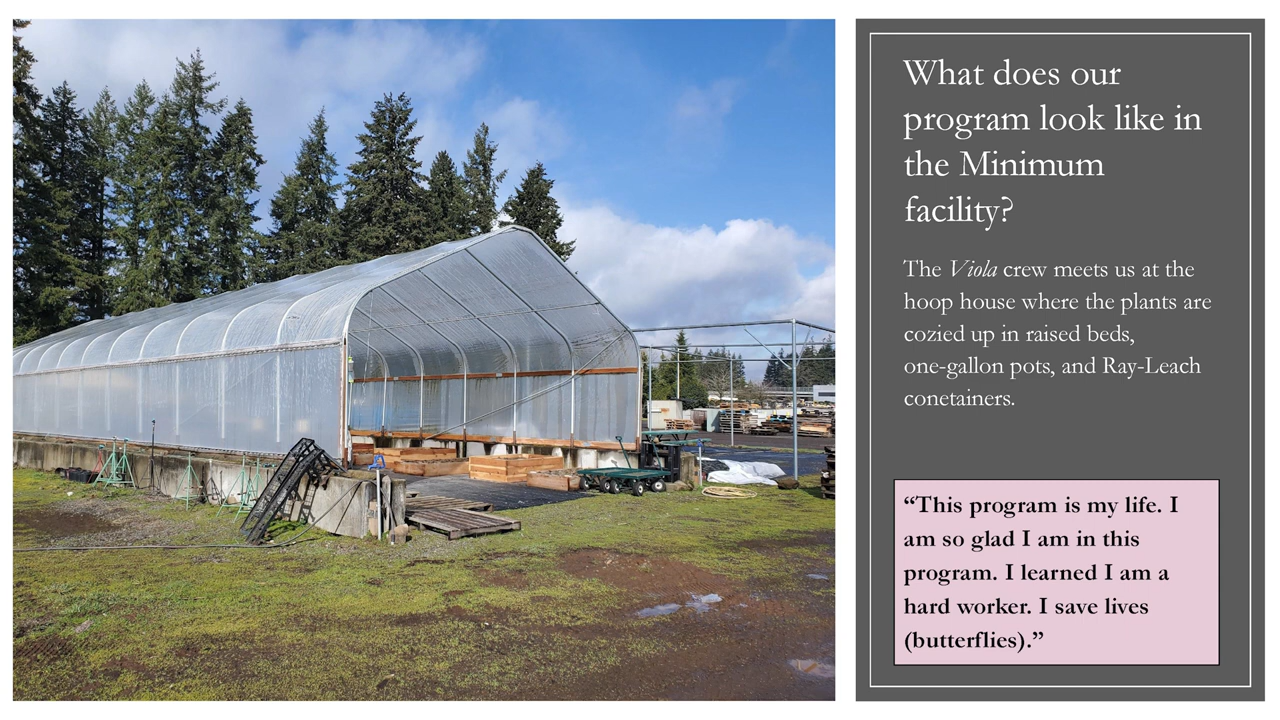 What does our
program look like in
the Minimum
facility?
The Viola crew meets us at the
hoop house where the plants are
cozied up in raised beds,
one-gallon pots, and Ray-Leach
conetainers.
“This program is my life. I
am so glad I am in this
program. I learned I am a
hard worker. I save lives
(butterflies).”